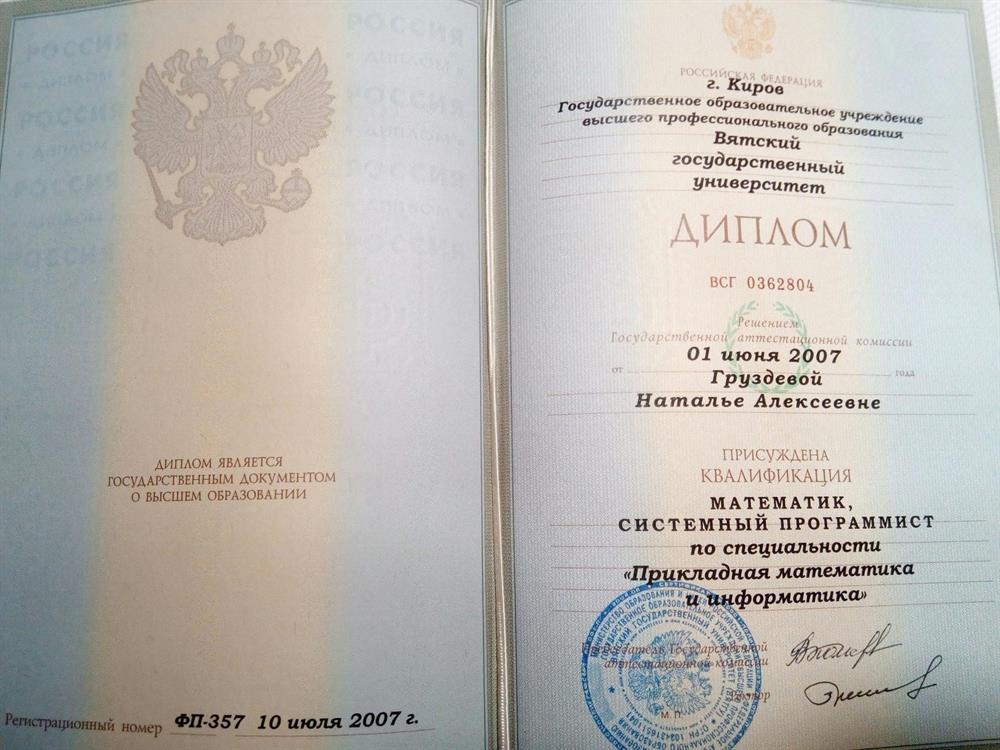 РОССИЯ
ДИПЛОМ ЯВЛЯЕТСЯ
ГОСУДАРСТВЕННЫМ ДОКУМЕНТОМ
О ВЫСШЕМ ОБРАЗОВАНИИ
Регистрационный номер ФП-357 10 июля 2007 г.
РОССИЙСКАЯ ФЕДЕРАЦИЯ
г. Киров
Государственное образовательное учреждение
высшего профессионального образования
Вятский
государственный
университет
ДИПЛОМ
ВСГ 0362804
Решением
Государственной аттестационной комиссии
от 01 июня 2007 года
Груздевой
Наталье Алексеевне
ПРИСУЖДЕНА
КВАЛИФИКАЦИЯ
МАТЕМАТИК,
СИСТЕМНЫЙ ПРОГРАММИСТ
по специальности
«Прикладная математика
и информатика»
Председатель Государственной
аттестационной комиссии
Ректор
М. П.